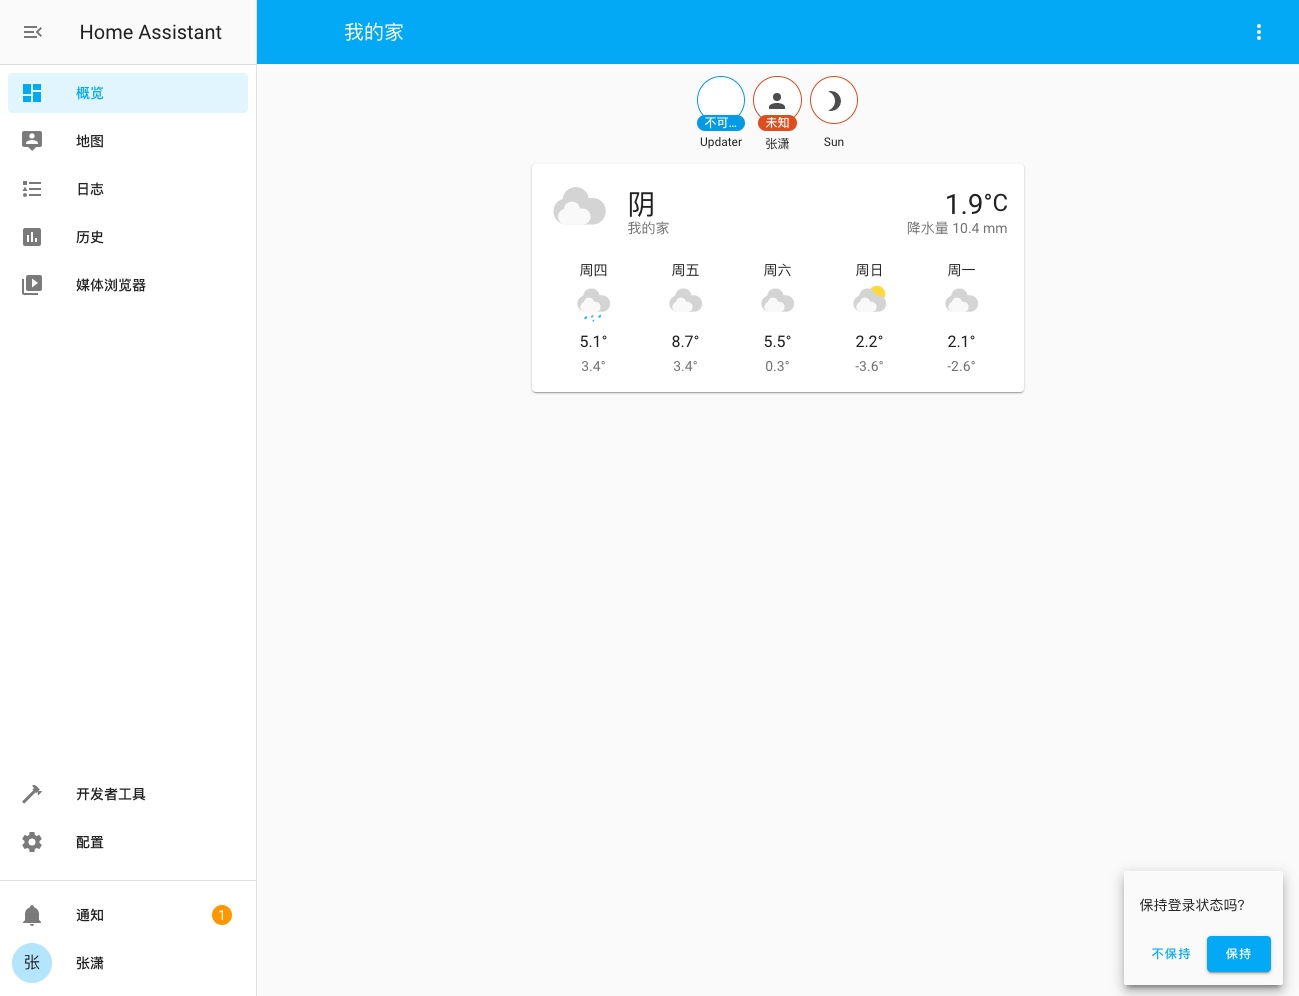 Home Assistant
我的家
概览
地图
日志
历史
媒体浏览器
不可...
未知
Updater
张潇
Sun
阴
我的家
1.9°C
降水量 10.4 mm
周四 周五 周六 周日 周一
5.1° 8.7° 5.5° 2.2° 2.1°
3.4° 3.4° 0.3° -3.6° -2.6°
开发者工具
配置
通知 1
张 张潇
保持登录状态吗?
不保持 保持